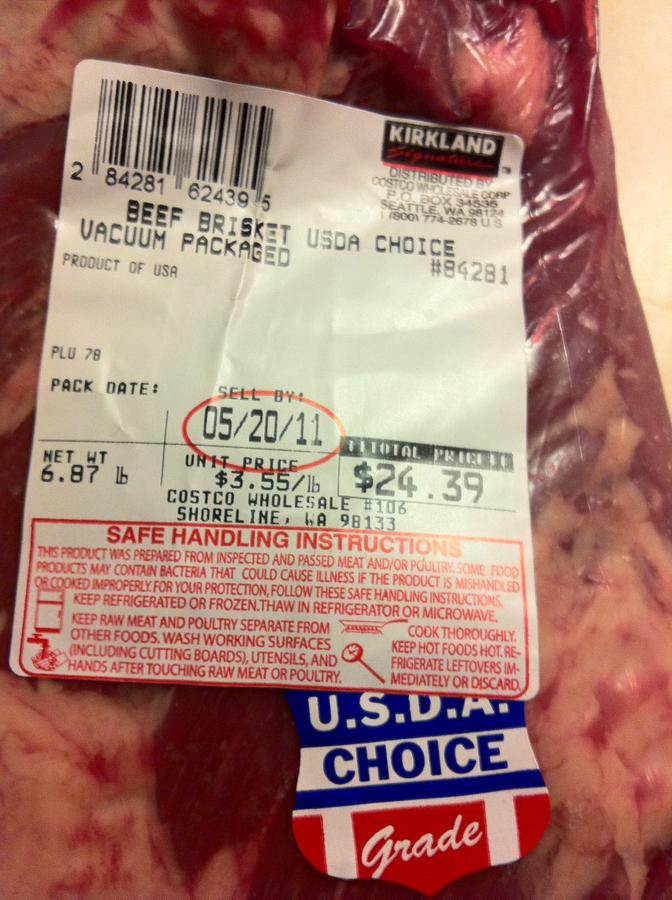 KIRKLAND
Signature™
DISTRIBUTED BY
COSTCO WHOLESALE CORP
P.O. BOX 34535
SEATTLE, WA 98124
1 (800) 774-2678 U S
2 84281 62439 5
BEEF BRISKET USDA CHOICE
VACUUM PACKAGED
#84281
PRODUCT OF USA
PLU 78
PACK DATE:
SELL BY:
05/20/11
NET WT
6.87 lb
UNIT PRICE
$3.55/lb
TOTAL PRICE
$24.39
COSTCO WHOLESALE #106
SHORELINE, WA 98133
SAFE HANDLING INSTRUCTIONS
THIS PRODUCT WAS PREPARED FROM INSPECTED AND PASSED MEAT AND/OR POULTRY. SOME FOOD
PRODUCTS MAY CONTAIN BACTERIA THAT COULD CAUSE ILLNESS IF THE PRODUCT IS MISHANDLED
OR COOKED IMPROPERLY. FOR YOUR PROTECTION, FOLLOW THESE SAFE HANDLING INSTRUCTIONS.
KEEP REFRIGERATED OR FROZEN. THAW IN REFRIGERATOR OR MICROWAVE.
KEEP RAW MEAT AND POULTRY SEPARATE FROM
OTHER FOODS. WASH WORKING SURFACES
(INCLUDING CUTTING BOARDS), UTENSILS, AND
HANDS AFTER TOUCHING RAW MEAT OR POULTRY.
COOK THOROUGHLY.
KEEP HOT FOODS HOT. RE-
FRIGERATE LEFTOVERS IM-
MEDIATELY OR DISCARD.
U.S.D.A.
CHOICE
Grade